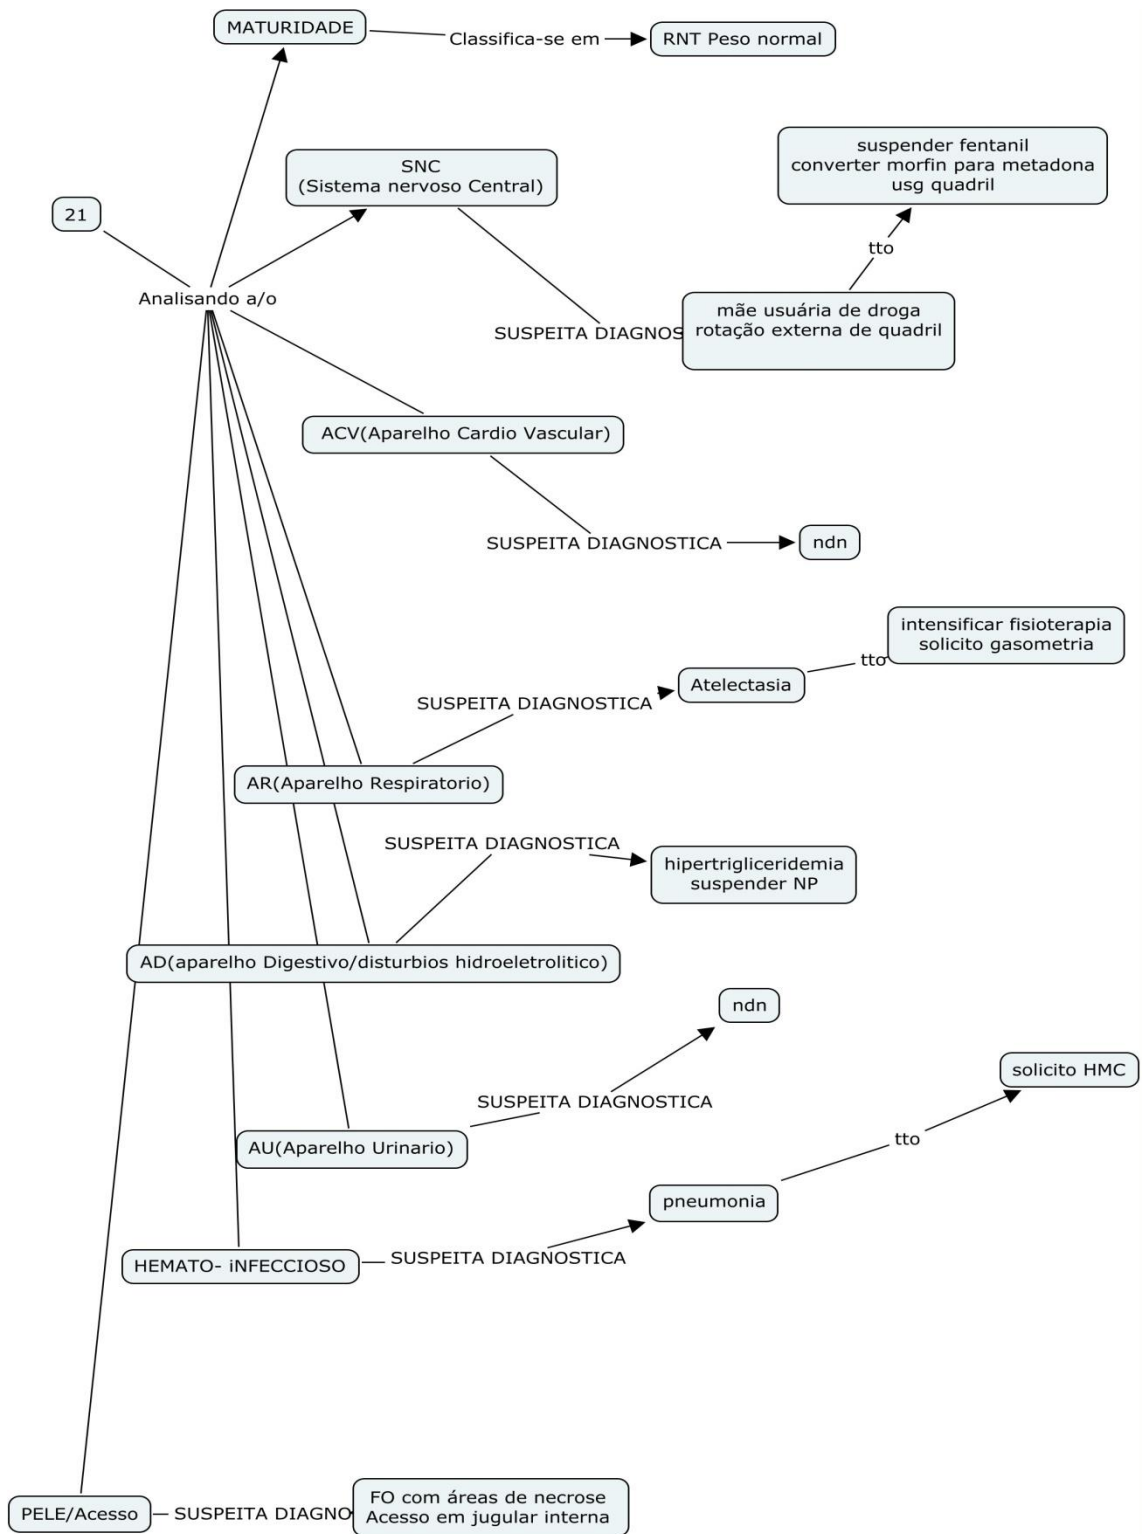 MATURIDADE
Classifica-se em
RNT Peso normal
suspender fentanil
converter morfin para metadona
usg quadril
SNC
(Sistema nervoso Central)
21
tto
Analisando a/o
mãe usuária de droga
rotação externa de quadril
SUSPEITA DIAGNOS
ACV(Aparelho Cardio Vascular)
SUSPEITA DIAGNOSTICA
ndn
intensificar fisioterapia
solicito gasometria
tto
Atelectasia
SUSPEITA DIAGNOSTICA
AR(Aparelho Respiratorio)
SUSPEITA DIAGNOSTICA
hipertrigliceridemia
suspender NP
AD(aparelho Digestivo/disturbios hidroeletrolitico)
ndn
SUSPEITA DIAGNOSTICA
AU(Aparelho Urinario)
solicito HMC
tto
pneumonia
HEMATO- iNFECCIOSO
SUSPEITA DIAGNOSTICA
PELE/Acesso
SUSPEITA DIAGNO
FO com áreas de necrose
Acesso em jugular interna